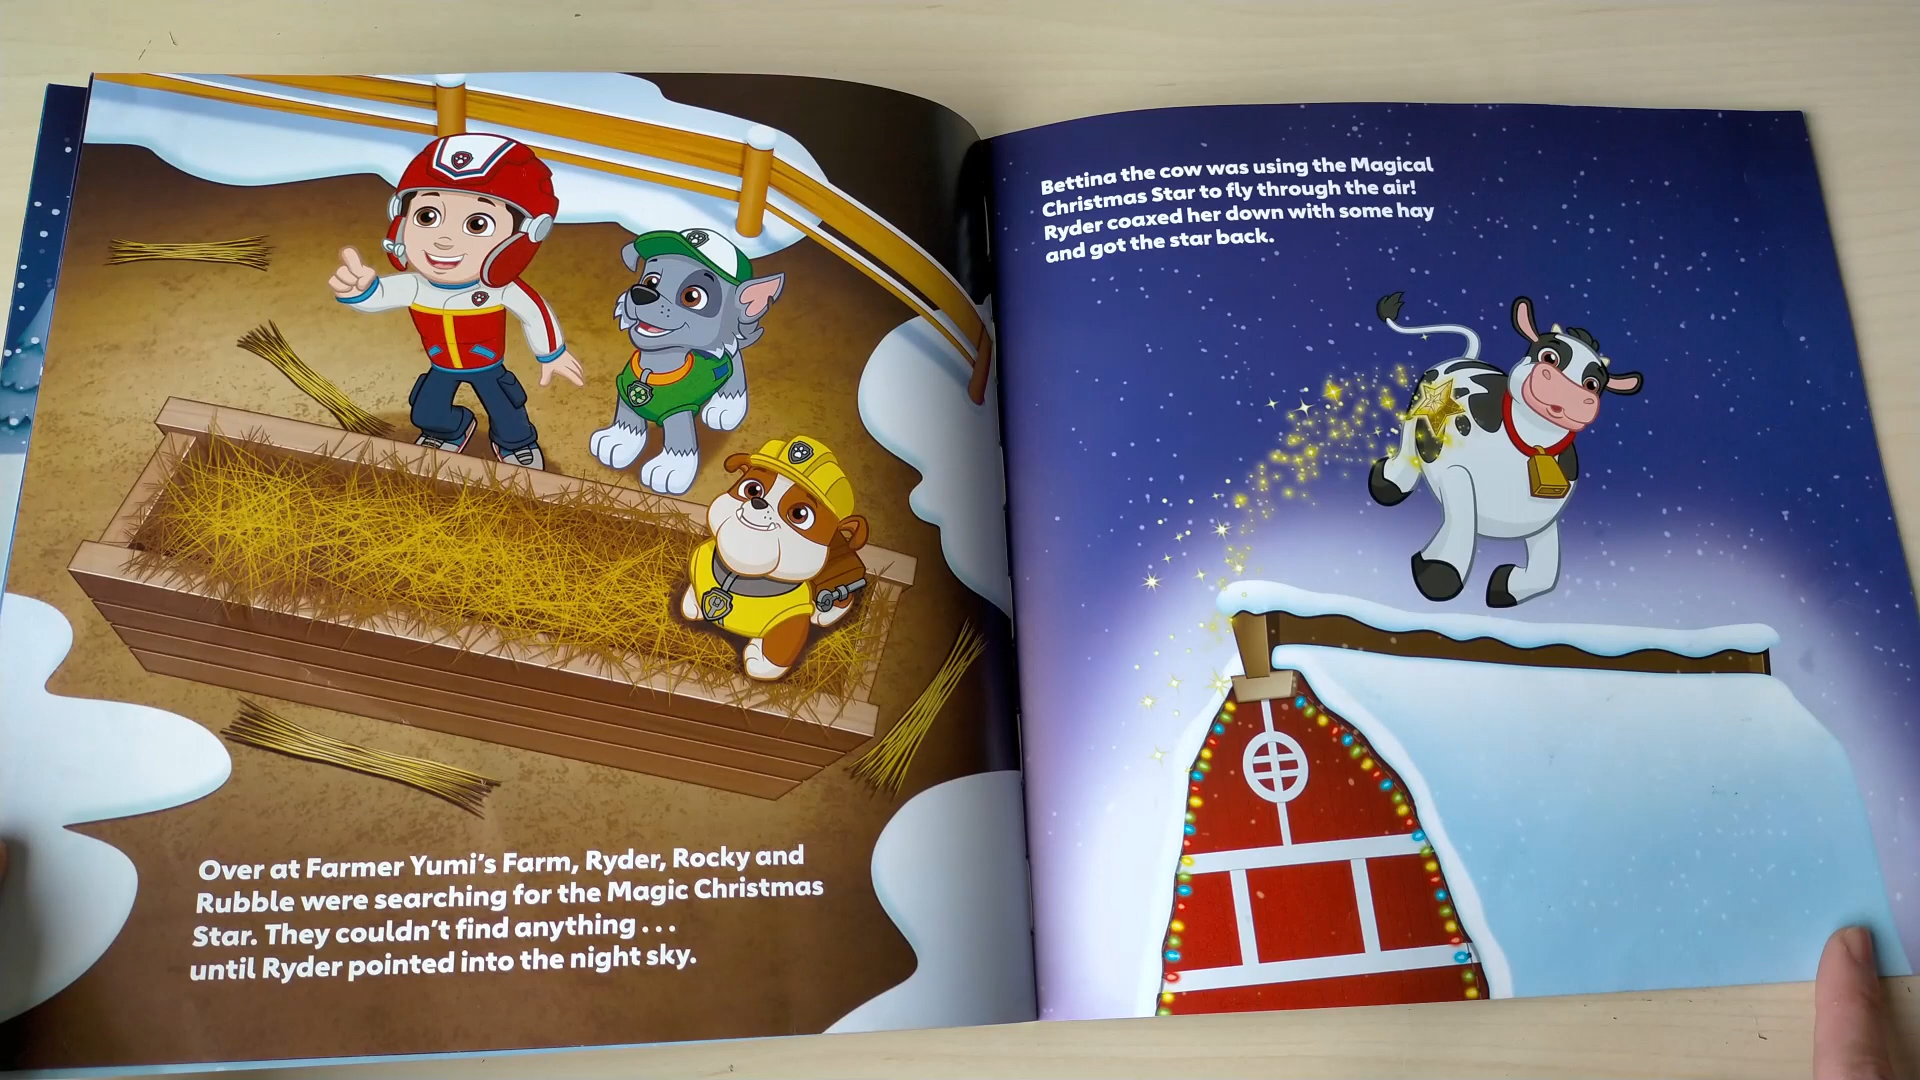 Over at Farmer Yumi's Farm, Ryder, Rocky and
Rubble were searching for the Magic Christmas
Star. They couldn't find anything . . .
until Ryder pointed into the night sky.
Bettina the cow was using the Magical
Christmas Star to fly through the air!
Ryder coaxed her down with some hay
and got the star back.